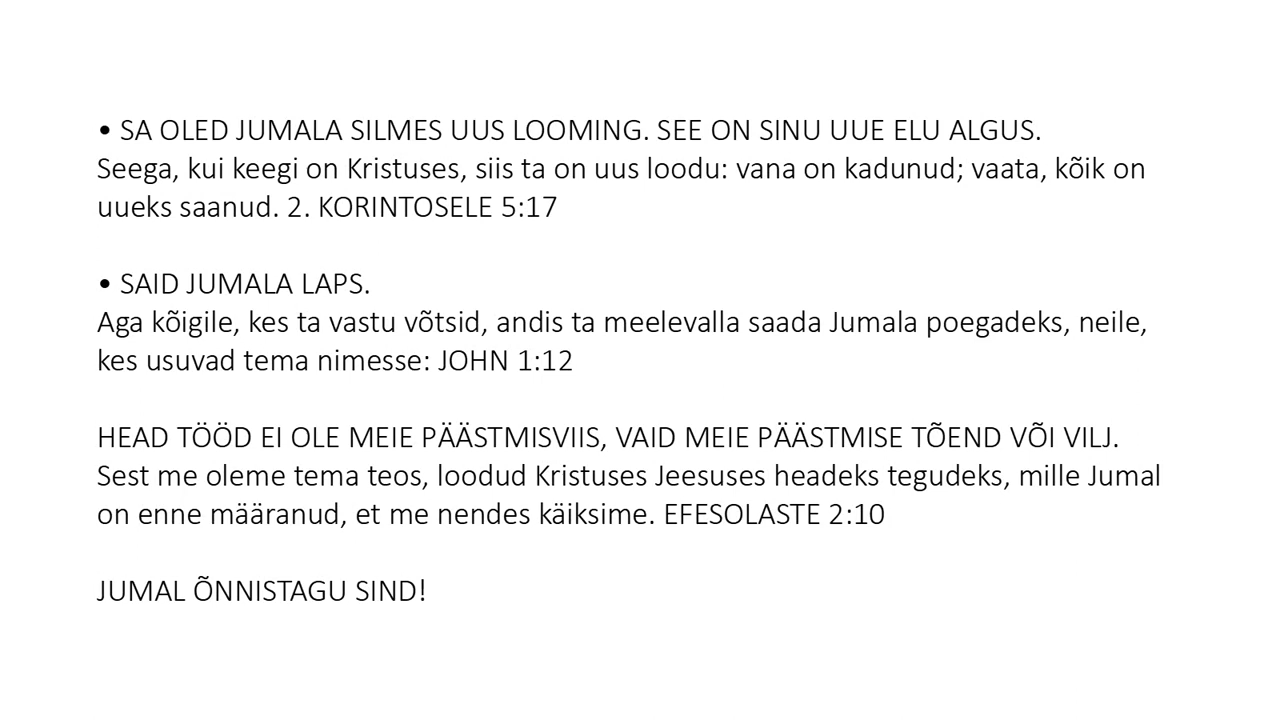 • SA OLED JUMALA SILMES UUS LOOMING. SEE ON SINU UUE ELU ALGUS.
Seega, kui keegi on Kristuses, siis ta on uus loodu: vana on kadunud; vaata, kõik on
uueks saanud. 2. KORINTOSELE 5:17
• SAID JUMALA LAPS.
Aga kõigile, kes ta vastu võtsid, andis ta meelevalla saada Jumala poegadeks, neile,
kes usuvad tema nimesse: JOHN 1:12
HEAD TÖÖD EI OLE MEIE PÄÄSTMISVIIS, VAID MEIE PÄÄSTMISE TÕEND VÕI VILJ.
Sest me oleme tema teos, loodud Kristuses Jeesuses headeks tegudeks, mille Jumal
on enne määranud, et me nendes käiksime. EFESOLASTE 2:10
JUMAL ÕNNISTAGU SIND!